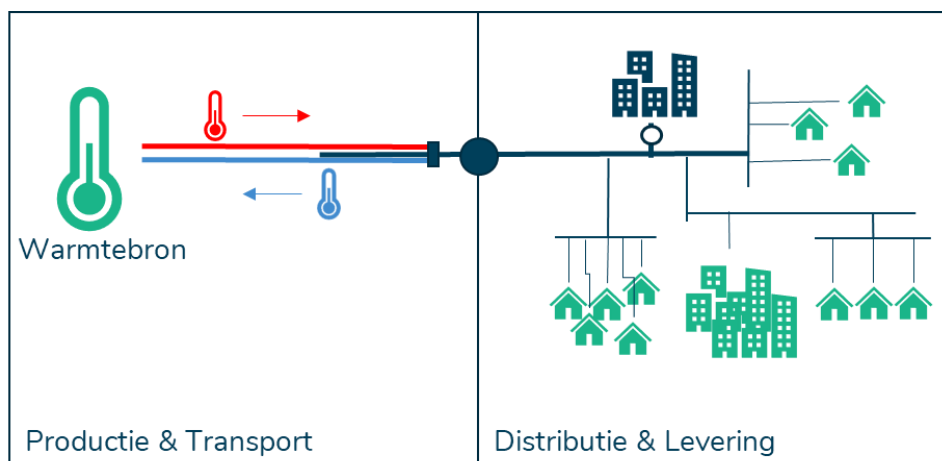 Warmtebron
Productie & Transport
Distributie & Levering